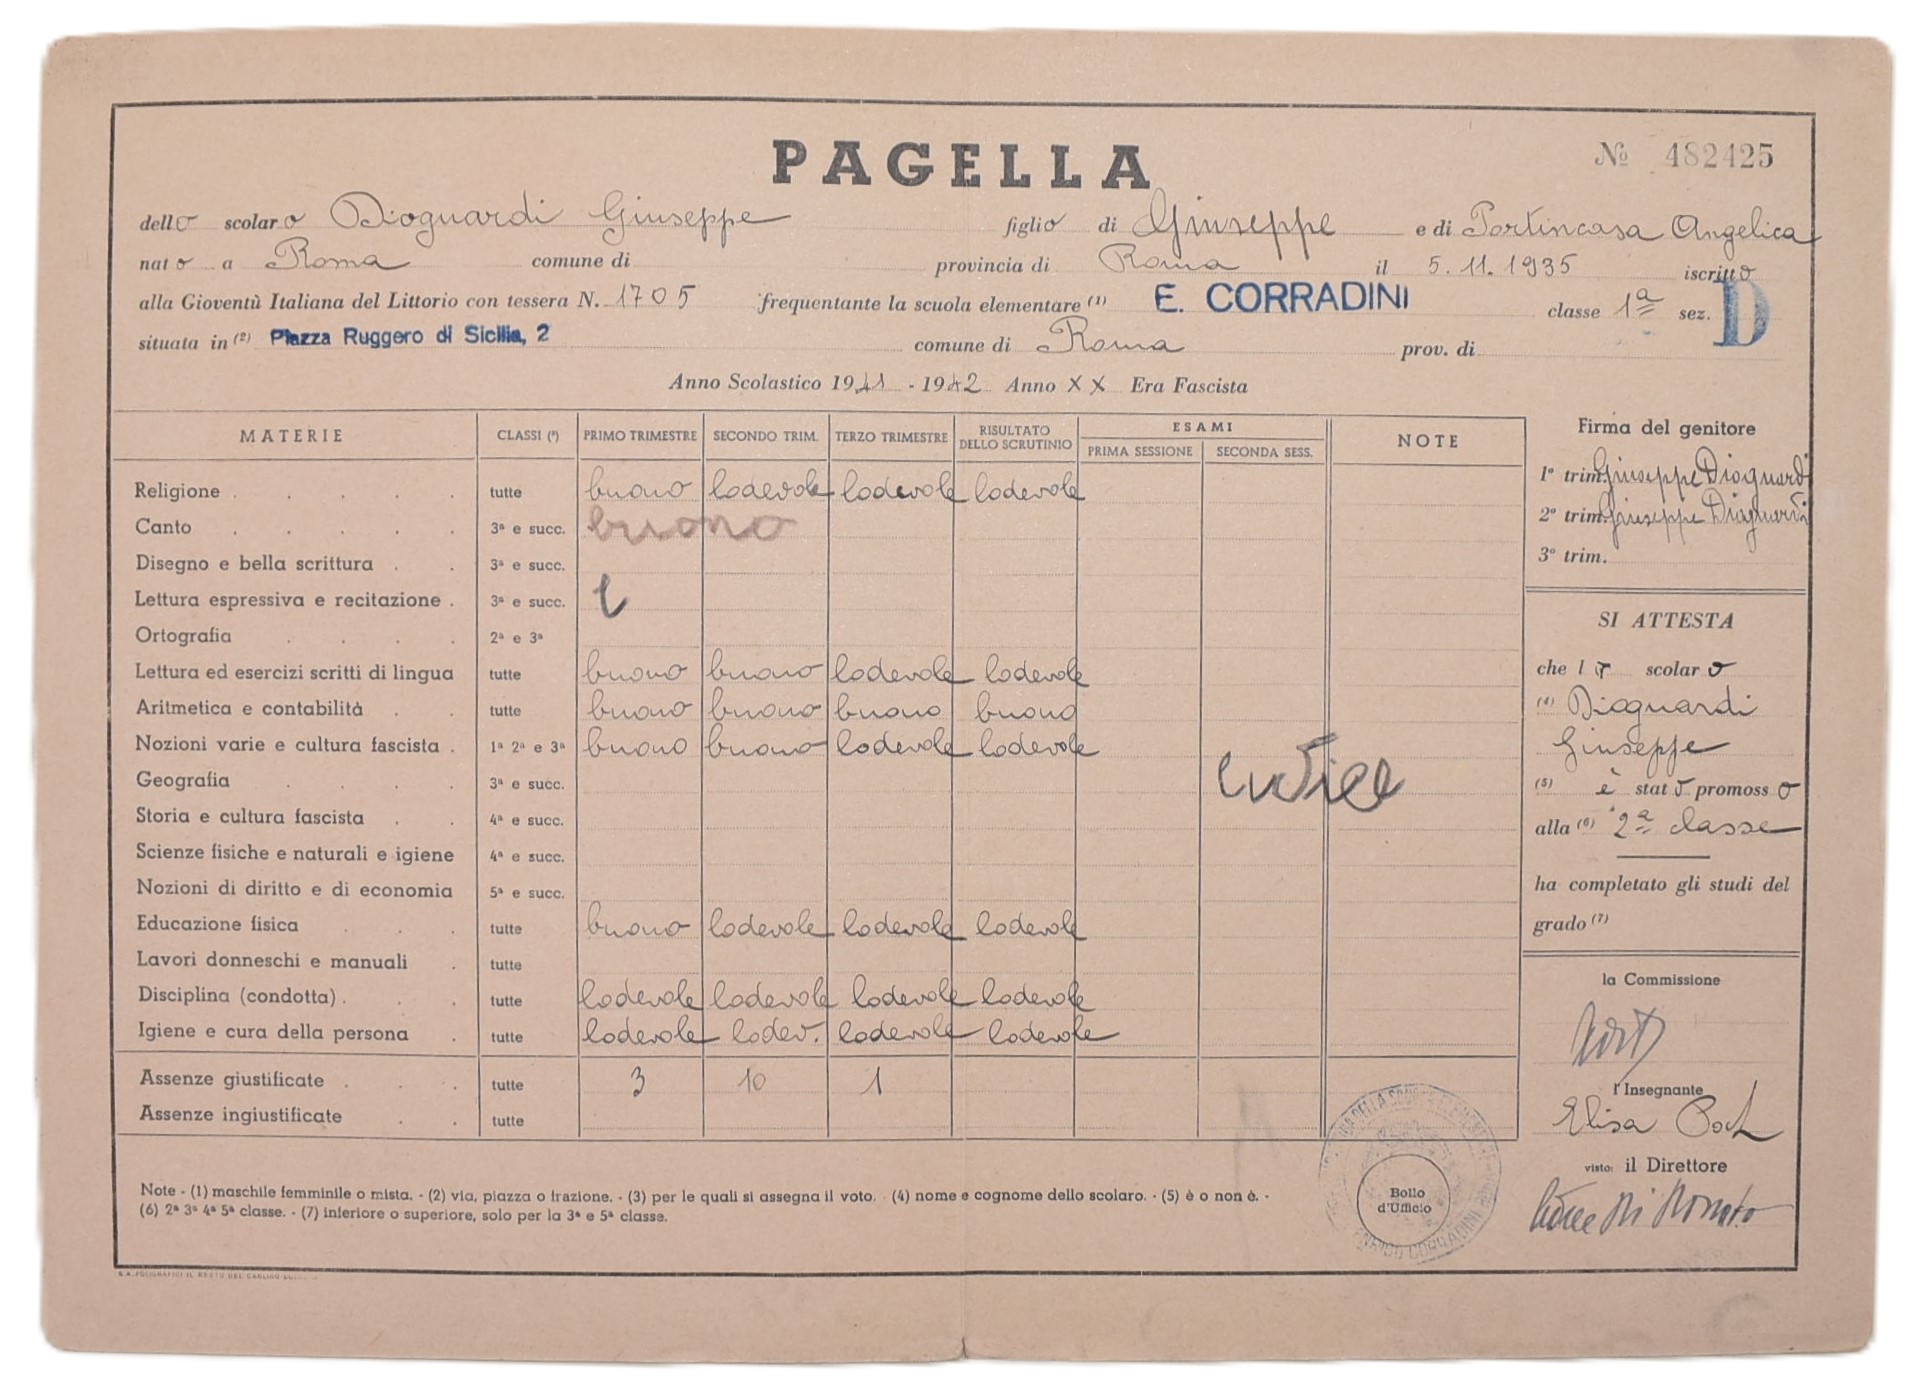 PAGELLA
Nº 482425
dello scolaro Dioguardi Giuseppe figlio di Giuseppe e di Portincasa Angelica
nato a Roma comune di provincia di Roma il 5.11.1935 iscritto
alla Gioventù Italiana del Littorio con tessera N. 1705 frequentante la scuola elementare (1) E. CORRADINI classe 1ª sez. D
situata in (2) Piazza Ruggero di Sicilia, 2 comune di Roma prov. di
Anno Scolastico 1941 - 1942 Anno XX Era Fascista
MATERIE CLASSI (³) PRIMO TRIMESTRE SECONDO TRIM. TERZO TRIMESTRE RISULTATO DELLO SCRUTINIO ESAMI PRIMA SESSIONE SECONDA SESS. NOTE
Religione tutte buono lodevole lodevole lodevole
Canto 3ª e succ. buono
Disegno e bella scrittura 3ª e succ.
Lettura espressiva e recitazione 3ª e succ. l
Ortografia 2ª e 3ª
Lettura ed esercizi scritti di lingua tutte buono buono lodevole lodevole
Aritmetica e contabilità tutte buono buono buono buono
Nozioni varie e cultura fascista 1ª 2ª e 3ª buono buono lodevole lodevole
Geografia 3ª e succ.
Storia e cultura fascista 4ª e succ.
Scienze fisiche e naturali e igiene 4ª e succ.
Nozioni di diritto e di economia 5ª e succ.
Educazione fisica tutte buono lodevole lodevole lodevole
Lavori donneschi e manuali tutte
Disciplina (condotta) tutte lodevole lodevole lodevole lodevole
Igiene e cura della persona tutte lodevole lodev. lodevole lodevole
Assenze giustificate tutte 3 10 1
Assenze ingiustificate tutte
Firma del genitore
1º trim. Giuseppe Dioguardi
2º trim. Giuseppe Dioguardi
3º trim.
SI ATTESTA
che lo scolaro
(4) Dioguardi
Giuseppe
(5) è stato promosso
alla (6) 2ª classe
ha completato gli studi del
grado (7)
la Commissione
l'Insegnante
Elisa Poch
visto: il Direttore
Bollo
d'Ufficio
ENRICO CORRADINI
Note - (1) maschile femminile o mista. - (2) via, piazza o frazione. - (3) per le quali si assegna il voto. - (4) nome e cognome dello scolaro. - (5) è o non è. -
(6) 2ª 3ª 4ª 5ª classe. - (7) inferiore o superiore, solo per la 3ª e 5ª classe.